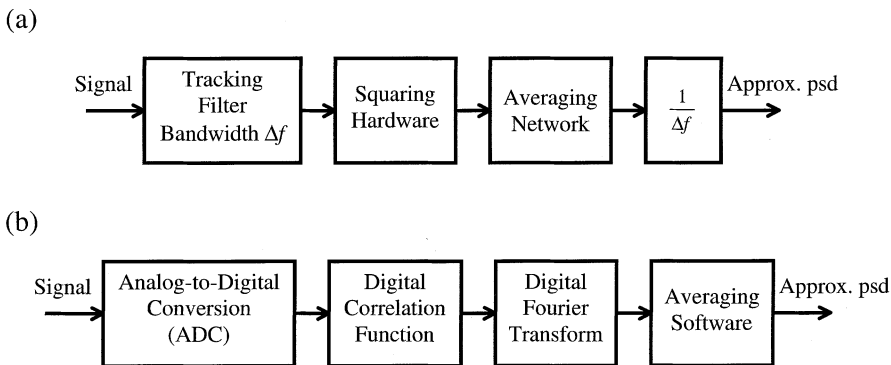 (a)
Signal
Tracking
Filter
Bandwidth Δf
Squaring
Hardware
Averaging
Network
1
Δf
Approx. psd
(b)
Signal
Analog-to-Digital
Conversion
(ADC)
Digital
Correlation
Function
Digital
Fourier
Transform
Averaging
Software
Approx. psd